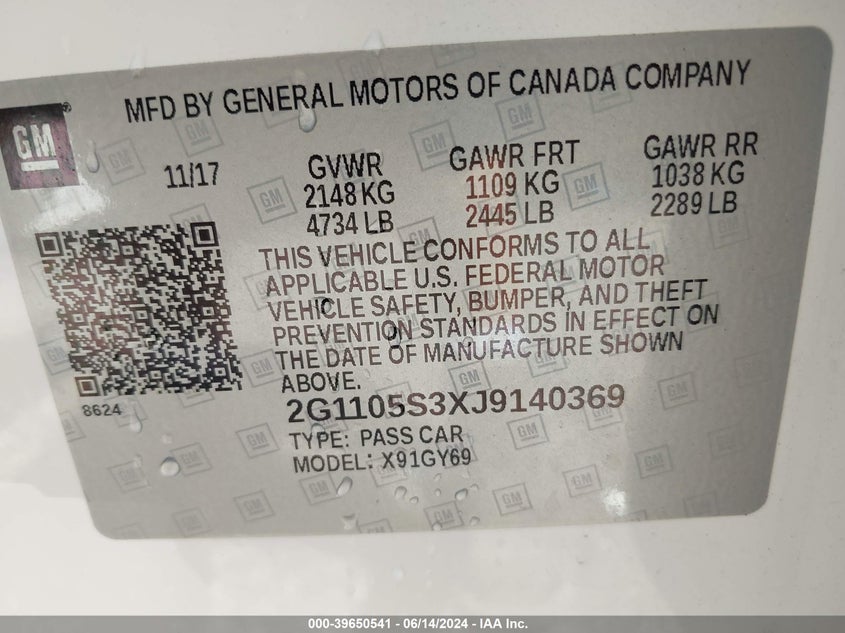 MFD BY GENERAL MOTORS OF CANADA COMPANY
GM®
11/17
GVWR
2148 KG
4734 LB
GAWR FRT
1109 KG
2445 LB
GAWR RR
1038 KG
2289 LB
THIS VEHICLE CONFORMS TO ALL
APPLICABLE U.S. FEDERAL MOTOR
VEHICLE SAFETY, BUMPER, AND THEFT
PREVENTION STANDARDS IN EFFECT ON
THE DATE OF MANUFACTURE SHOWN
ABOVE.
8624
2G1105S3XJ9140369
TYPE: PASS CAR
MODEL: X91GY69
000-39650541 - 06/14/2024 - IAA Inc.